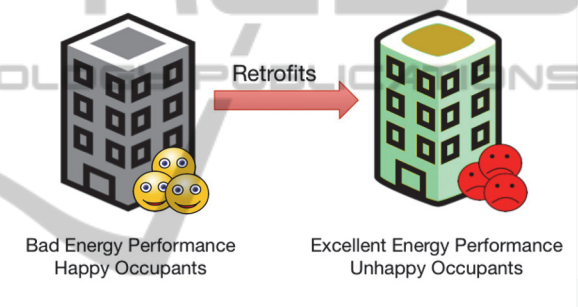 Retrofits
Bad Energy Performance
Happy Occupants
Excellent Energy Performance
Unhappy Occupants